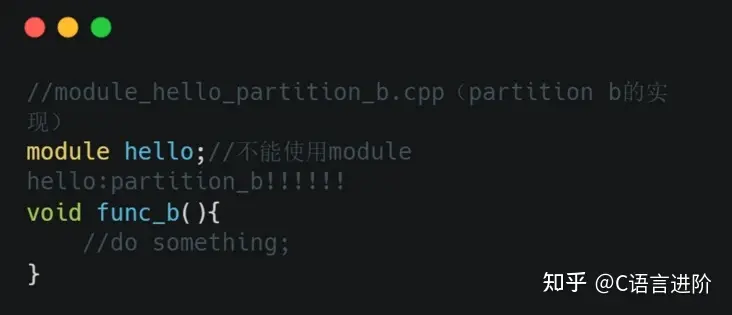 //module_hello_partition_b.cpp（partition b的实
现）
module hello;//不能使用module
hello:partition_b!!!!!!
void func_b(){
    //do something;
}
知乎 @C语言进阶